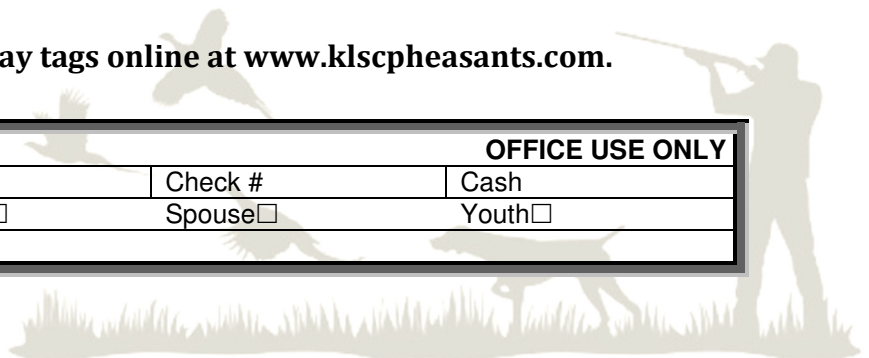 ay tags online at www.klscpheasants.com.
OFFICE USE ONLY
Check # Cash
☐ Spouse☐ Youth☐